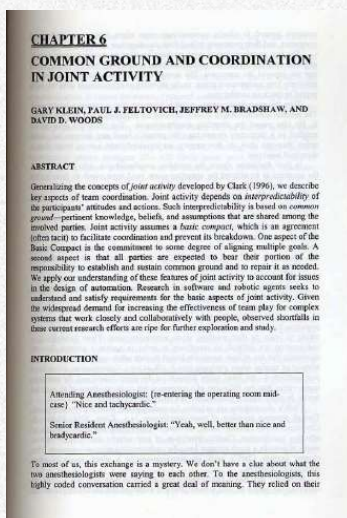 CHAPTER 6
COMMON GROUND AND COORDINATION
IN JOINT ACTIVITY
GARY KLEIN, PAUL J. FELTOVICH, JEFFREY M. BRADSHAW, AND
DAVID D. WOODS
ABSTRACT
Generalizing the concepts of joint activity developed by Clark (1996), we describe
key aspects of team coordination. Joint activity depends on interpredictability of
the participants' attitudes and actions. Such interpredictability is based on common
ground—pertinent knowledge, beliefs, and assumptions that are shared among the
involved parties. Joint activity assumes a basic compact, which is an agreement
(often tacit) to facilitate coordination and prevent its breakdown. One aspect of the
Basic Compact is the commitment to some degree of aligning multiple goals. A
second aspect is that all parties are expected to bear their portion of the
responsibility to establish and sustain common ground and to repair it as needed.
We apply our understanding of these features of joint activity to account for issues
in the design of automation. Research in software and robotic agents seeks to
understand and satisfy requirements for the basic aspects of joint activity. Given
the widespread demand for increasing the effectiveness of team play for complex
systems that work closely and collaboratively with people, observed shortfalls in
these current research efforts are ripe for further exploration and study.
INTRODUCTION
Attending Anesthesiologist: {re-entering the operating room mid-
case} "Nice and tachycardic."
Senior Resident Anesthesiologist: "Yeah, well, better than nice and
bradycardic."
To most of us, this exchange is a mystery. We don't have a clue about what the
two anesthesiologists were saying to each other. To the anesthesiologists, this
highly coded conversation carried a great deal of meaning. They relied on their